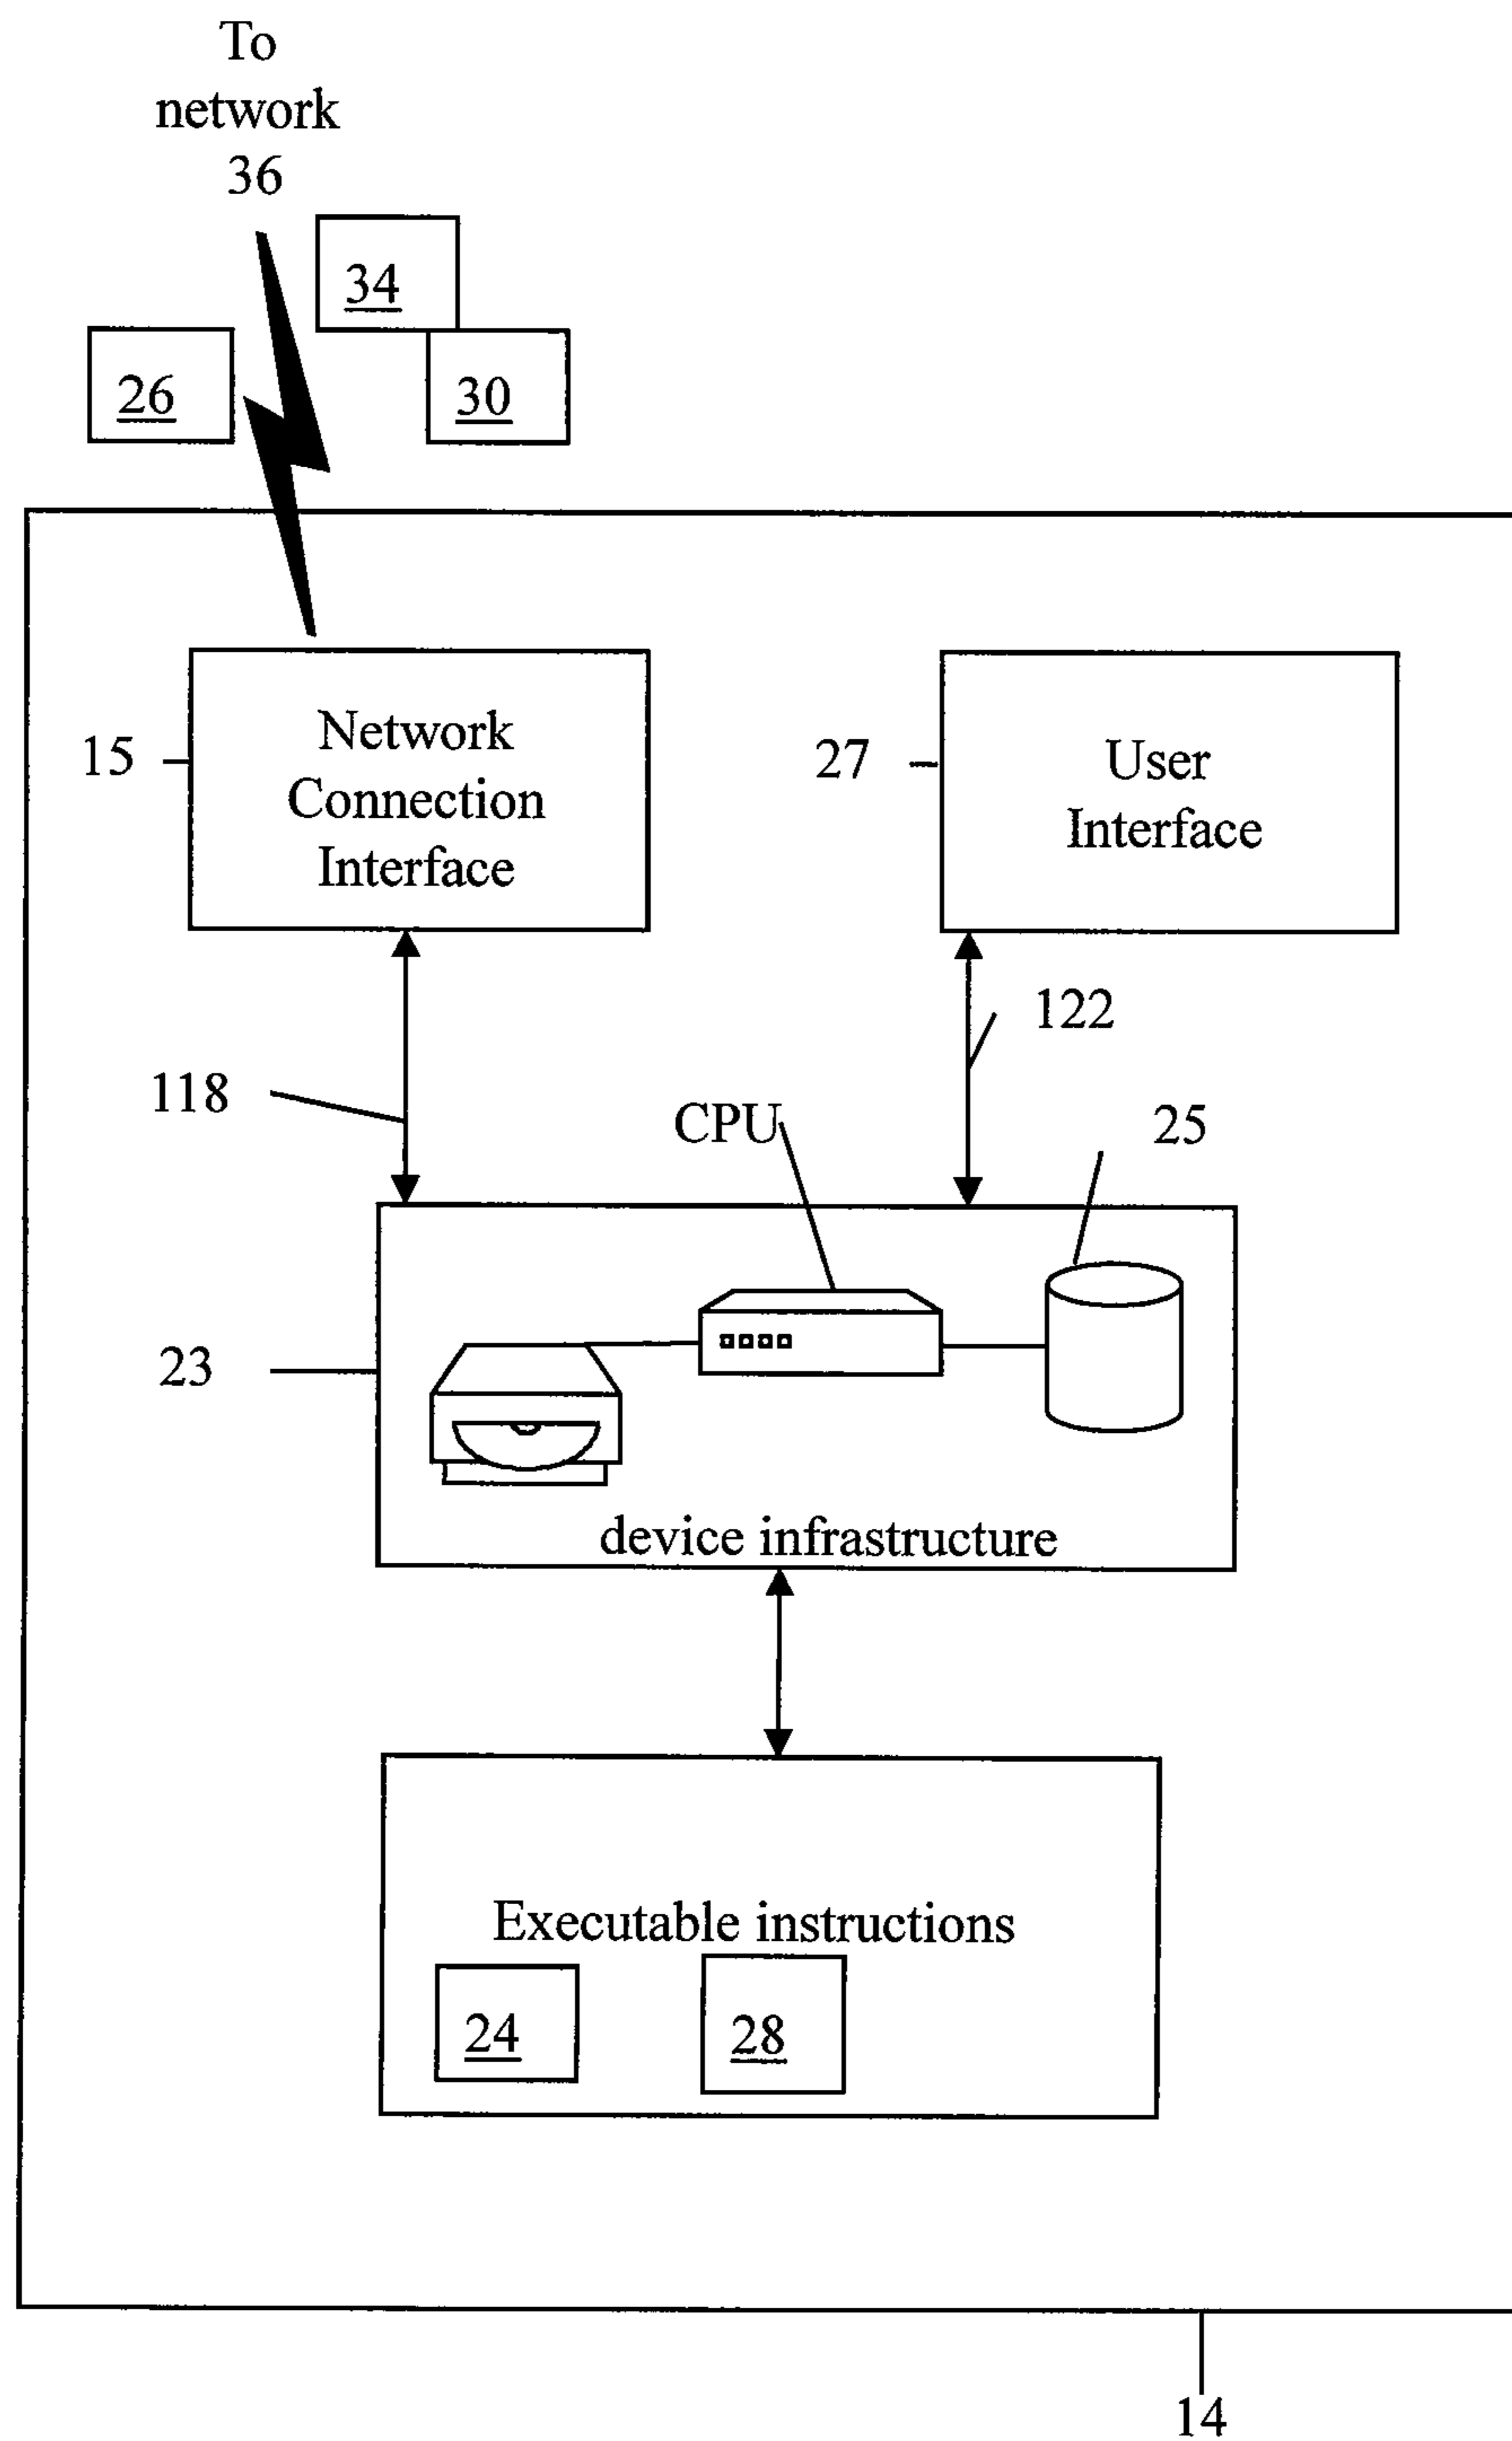 To
network
36
34
26
30
15
Network
Connection
Interface
27
User
Interface
122
118
CPU
25
23
device infrastructure
Executable instructions
24
28
14